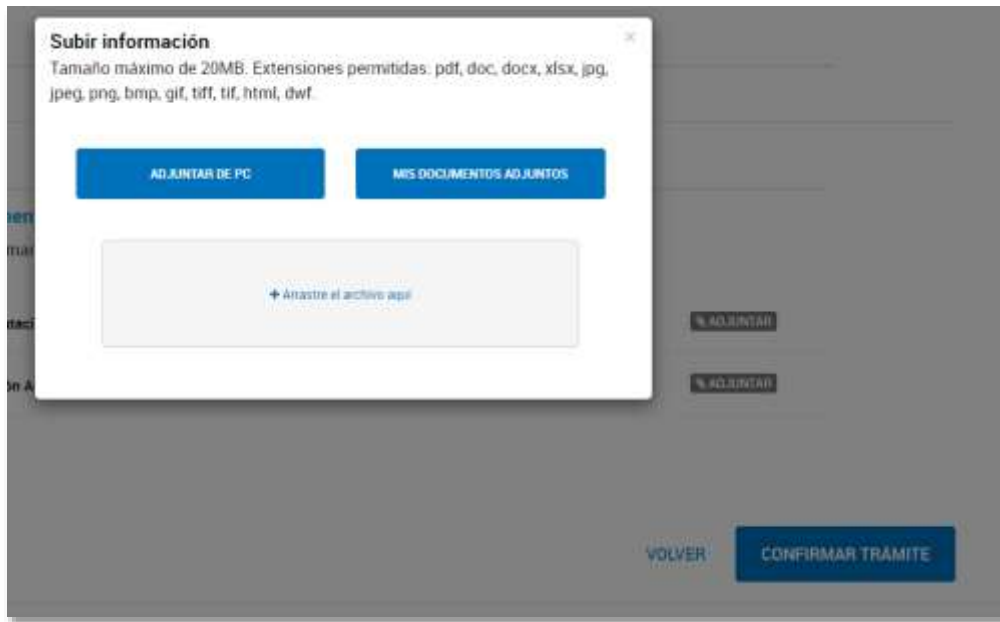 Subir información
×
Tamaño máximo de 20MB. Extensiones permitidas: pdf, doc, docx, xlsx, jpg,
jpeg, png, bmp, gif, tiff, tif, html, dwf.
ADJUNTAR DE PC
MIS DOCUMENTOS ADJUNTOS
+ Arrastre el archivo aquí
ADJUNTAR
ADJUNTAR
VOLVER
CONFIRMAR TRÁMITE